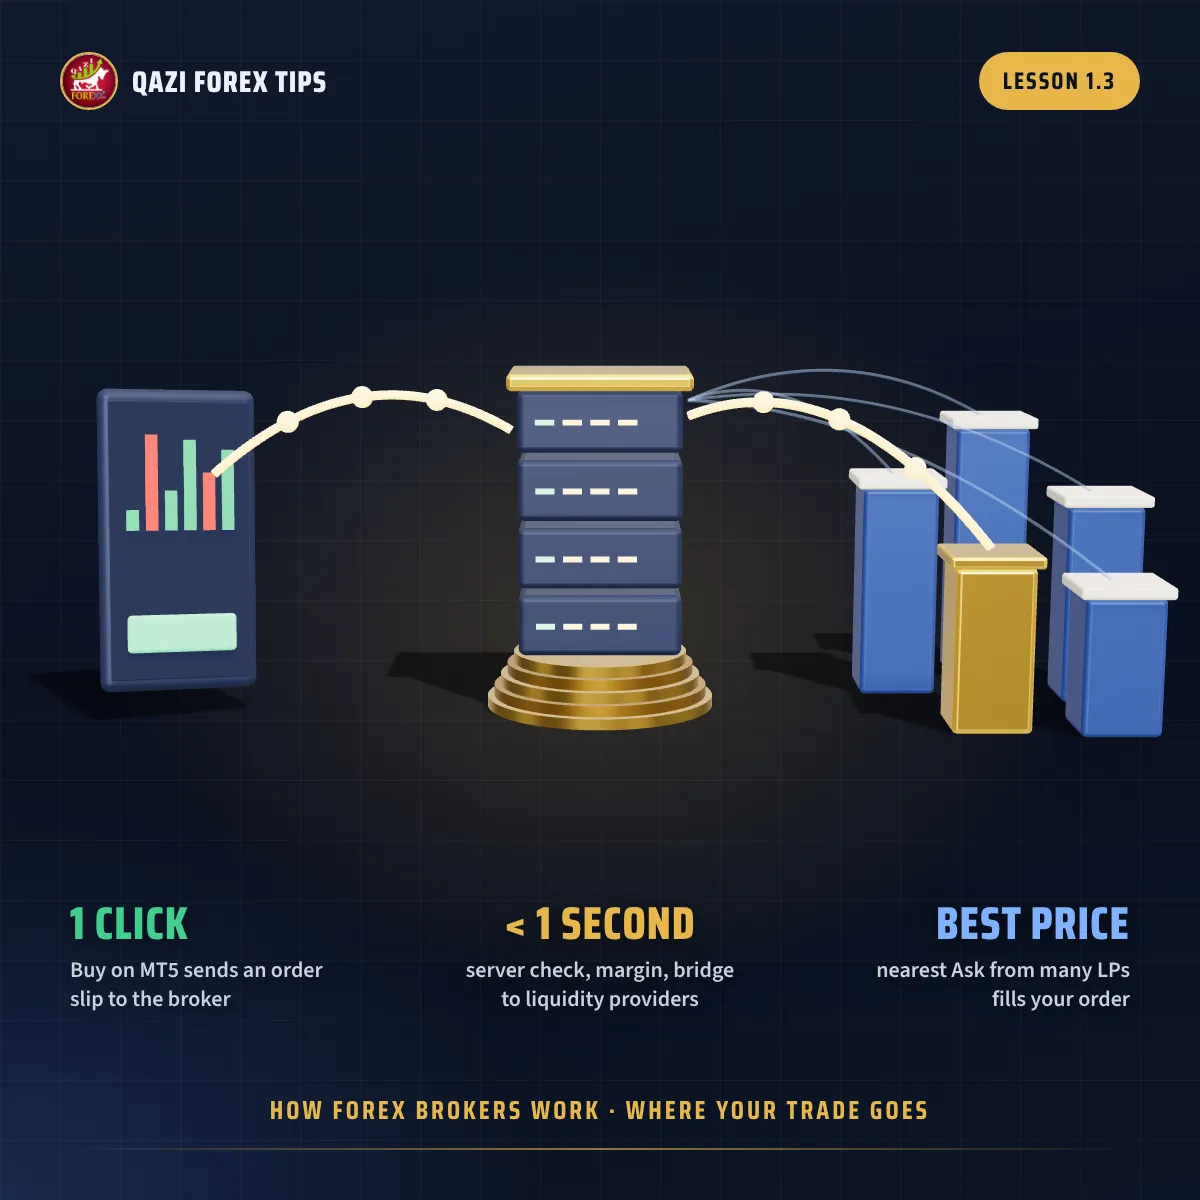 QAZI
FOREX
QAZI FOREX TIPS
LESSON 1.3
1 CLICK
Buy on MT5 sends an order
slip to the broker
< 1 SECOND
server check, margin, bridge
to liquidity providers
BEST PRICE
nearest Ask from many LPs
fills your order
HOW FOREX BROKERS WORK · WHERE YOUR TRADE GOES